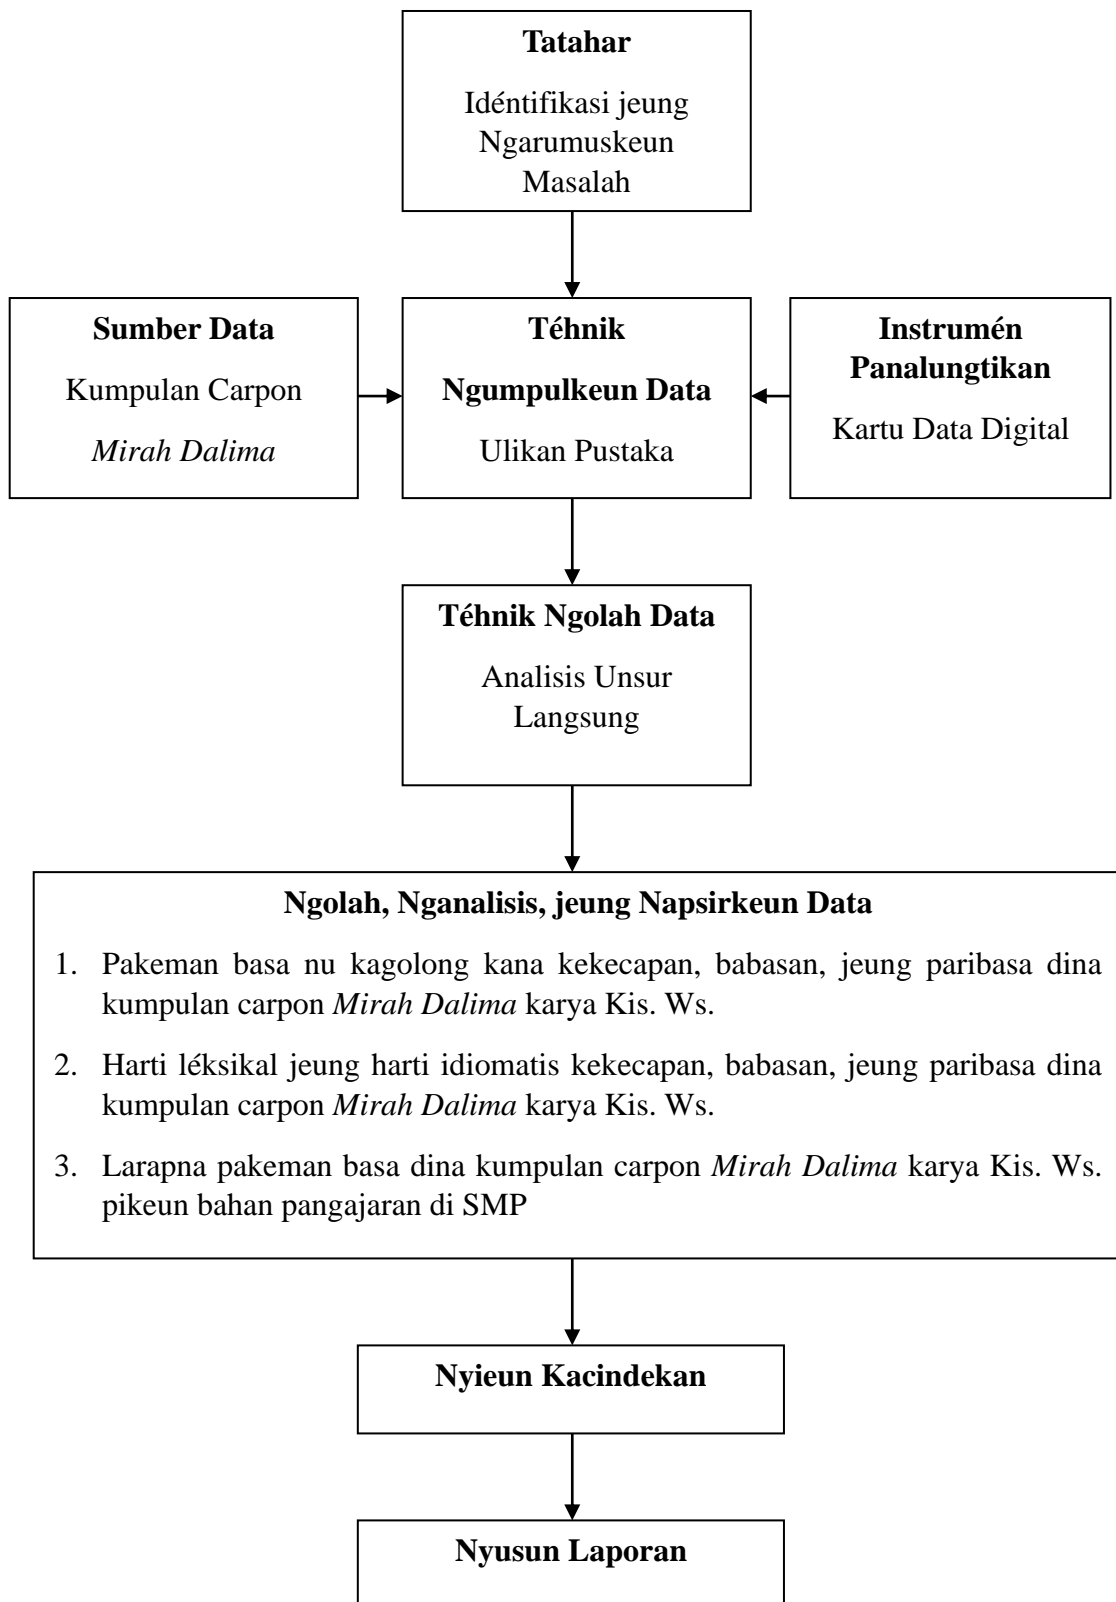 Tatahar
Idéntifikasi jeung
Ngarumuskeun
Masalah
Sumber Data
Kumpulan Carpon
Mirah Dalima
Téhnik
Ngumpulkeun Data
Ulikan Pustaka
Instrumén
Panalungtikan
Kartu Data Digital
Téhnik Ngolah Data
Analisis Unsur
Langsung
Ngolah, Nganalisis, jeung Napsirkeun Data
1. Pakeman basa nu kagolong kana kekecapan, babasan, jeung paribasa dina
kumpulan carpon Mirah Dalima karya Kis. Ws.
2. Harti léksikal jeung harti idiomatis kekecapan, babasan, jeung paribasa dina
kumpulan carpon Mirah Dalima karya Kis. Ws.
3. Larapna pakeman basa dina kumpulan carpon Mirah Dalima karya Kis. Ws.
pikeun bahan pangajaran di SMP
Nyieun Kacindekan
Nyusun Laporan